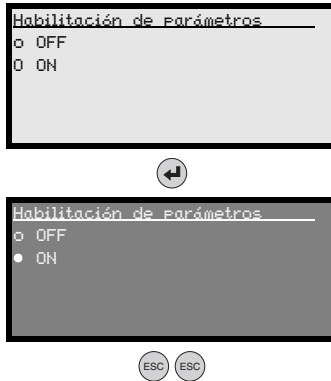 Habilitación de parámetros
o OFF
O ON
Habilitación de parámetros
o OFF
● ON
ESC ESC